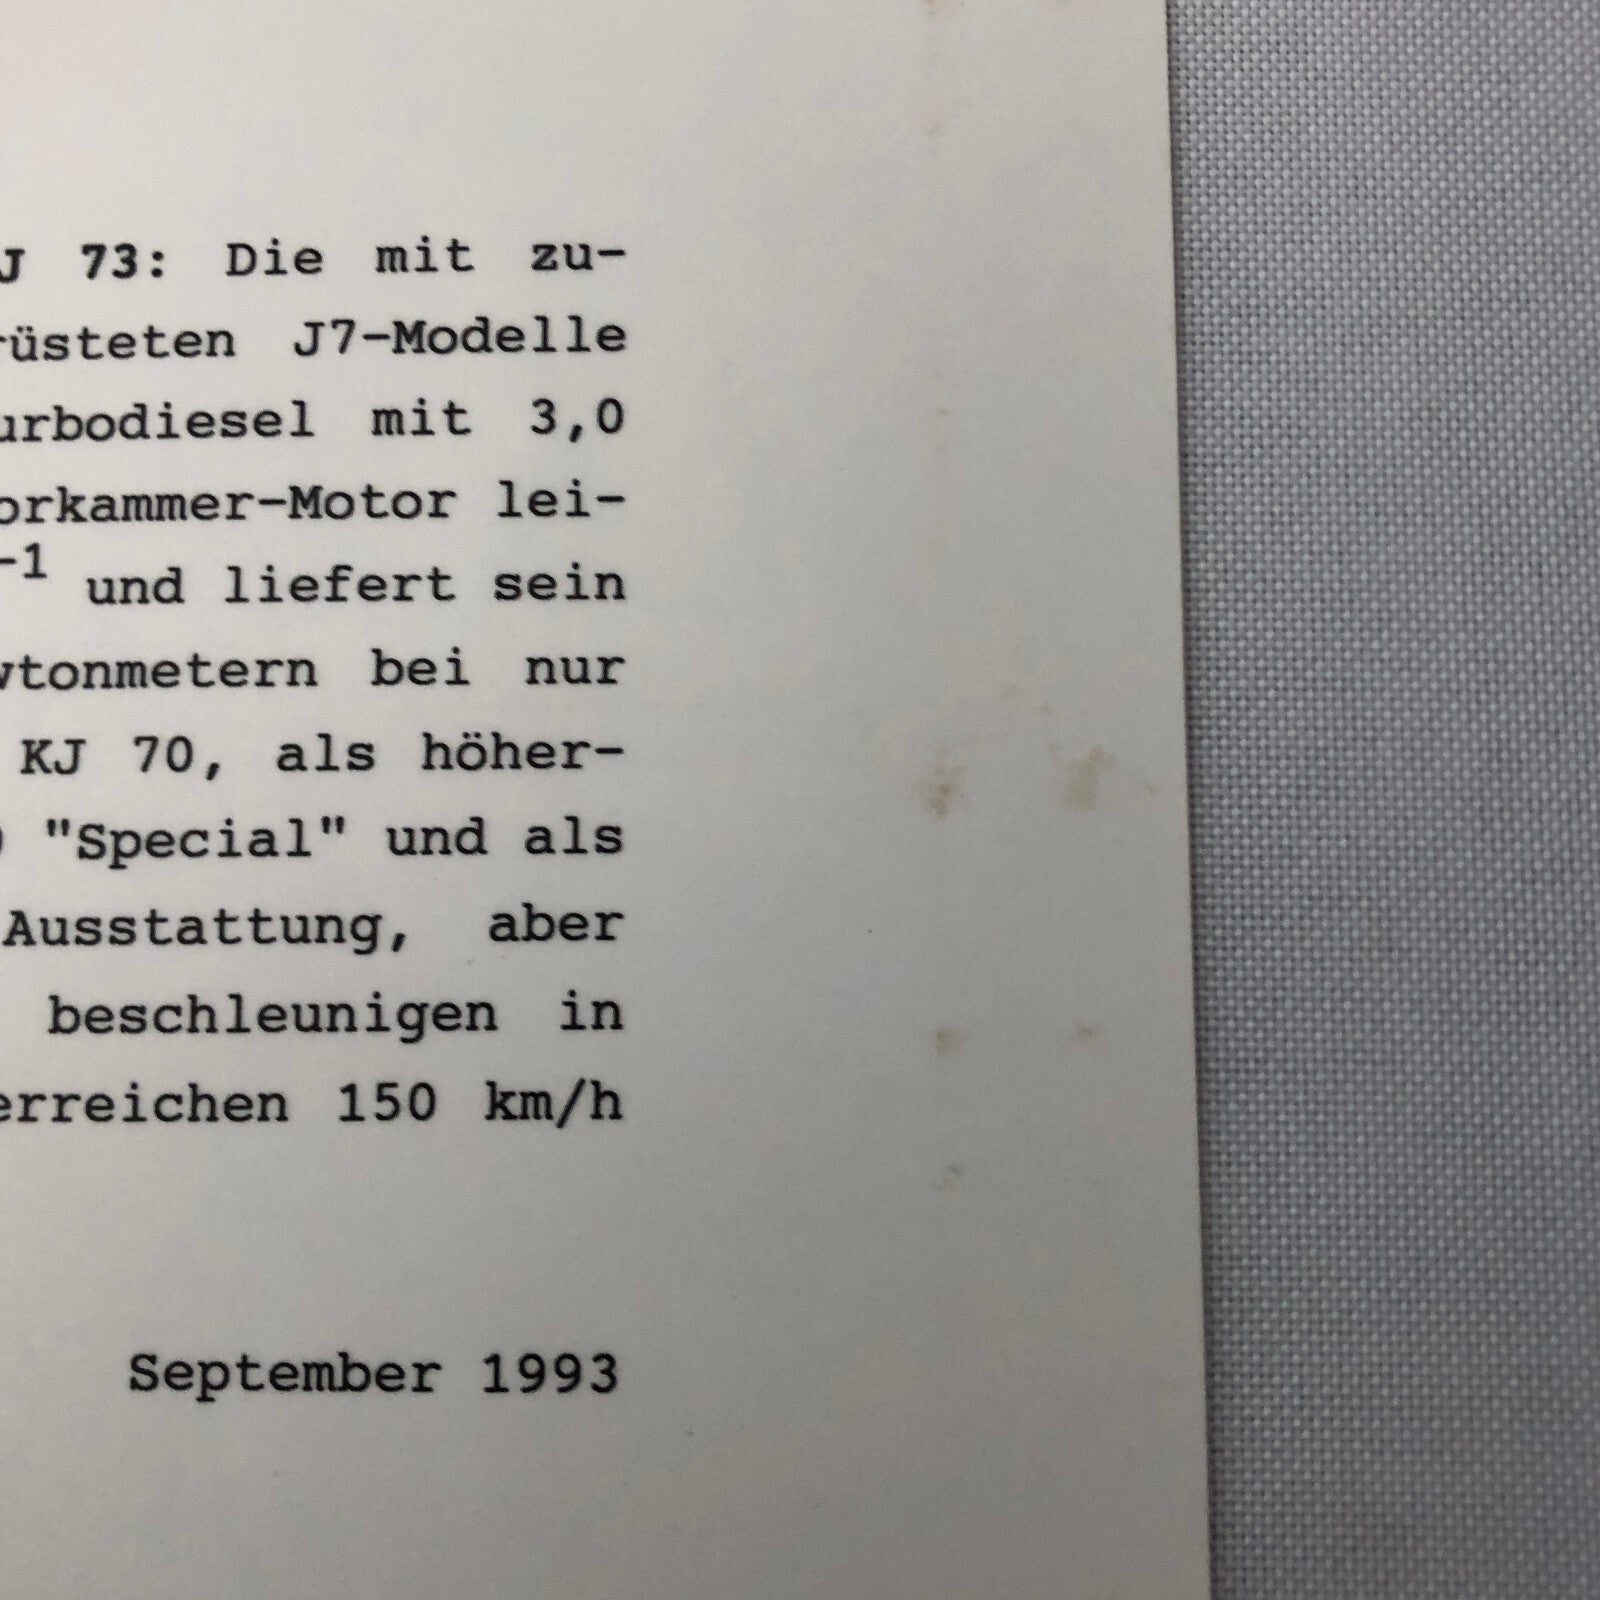 J 73: Die mit zu-
rüsteten J7-Modelle
urbodiesel mit 3,0
orkammer-Motor lei-
-1 und liefert sein
wtonmetern bei nur
KJ 70, als höher-
"Special" und als
Ausstattung, aber
beschleunigen in
erreichen 150 km/h
September 1993